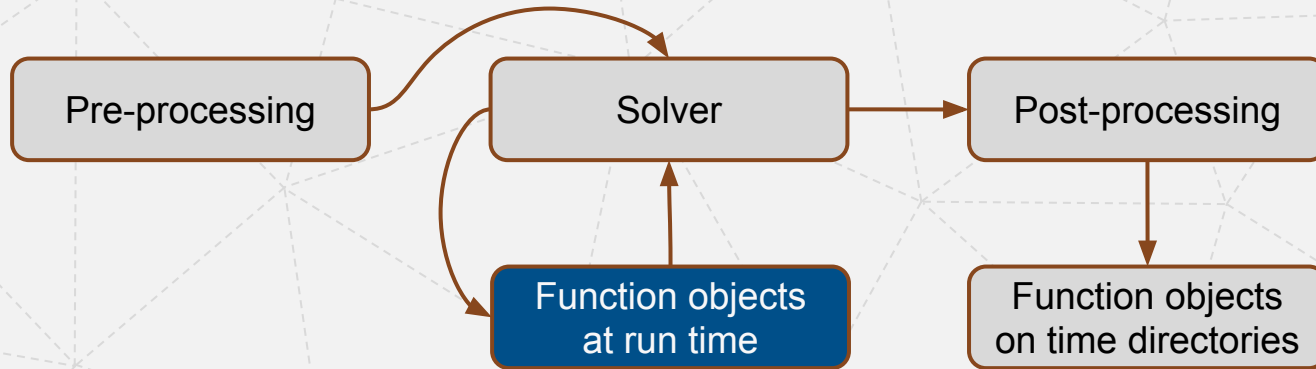 Pre-processing
Solver
Post-processing
Function objects
at run time
Function objects
on time directories